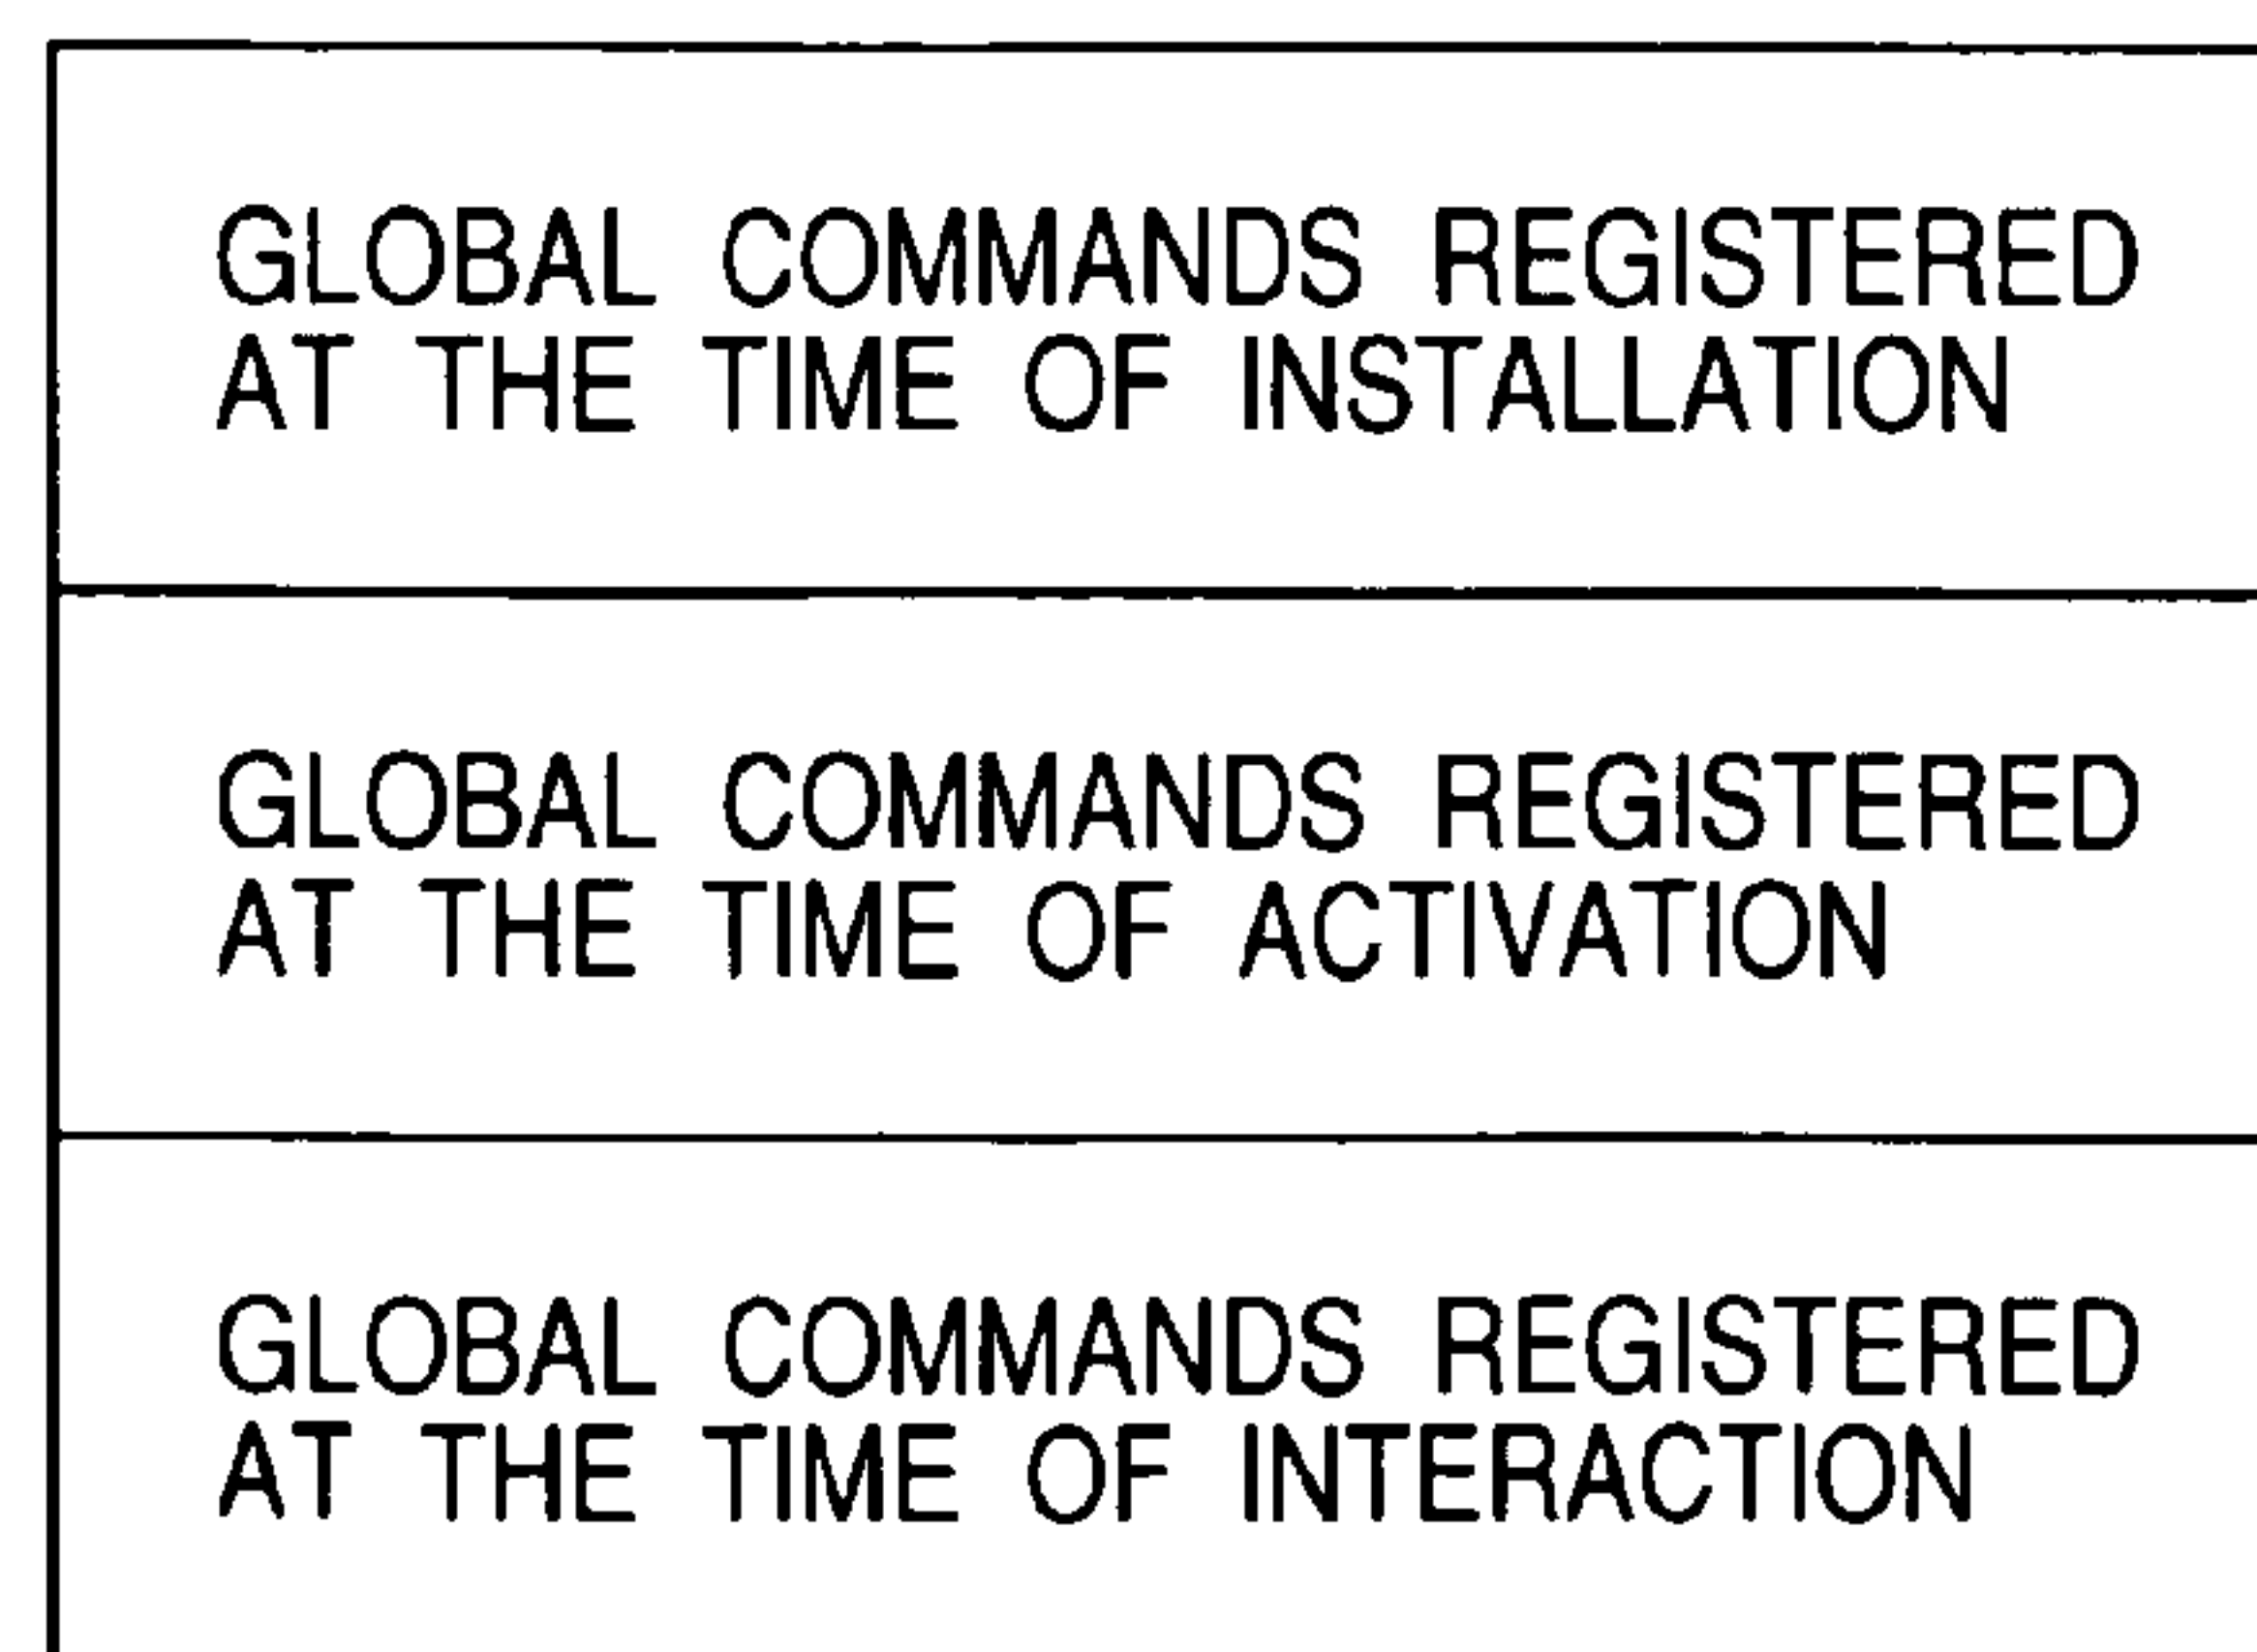 GLOBAL COMMANDS REGISTERED
AT THE TIME OF INSTALLATION
GLOBAL COMMANDS REGISTERED
AT THE TIME OF ACTIVATION
GLOBAL COMMANDS REGISTERED
AT THE TIME OF INTERACTION